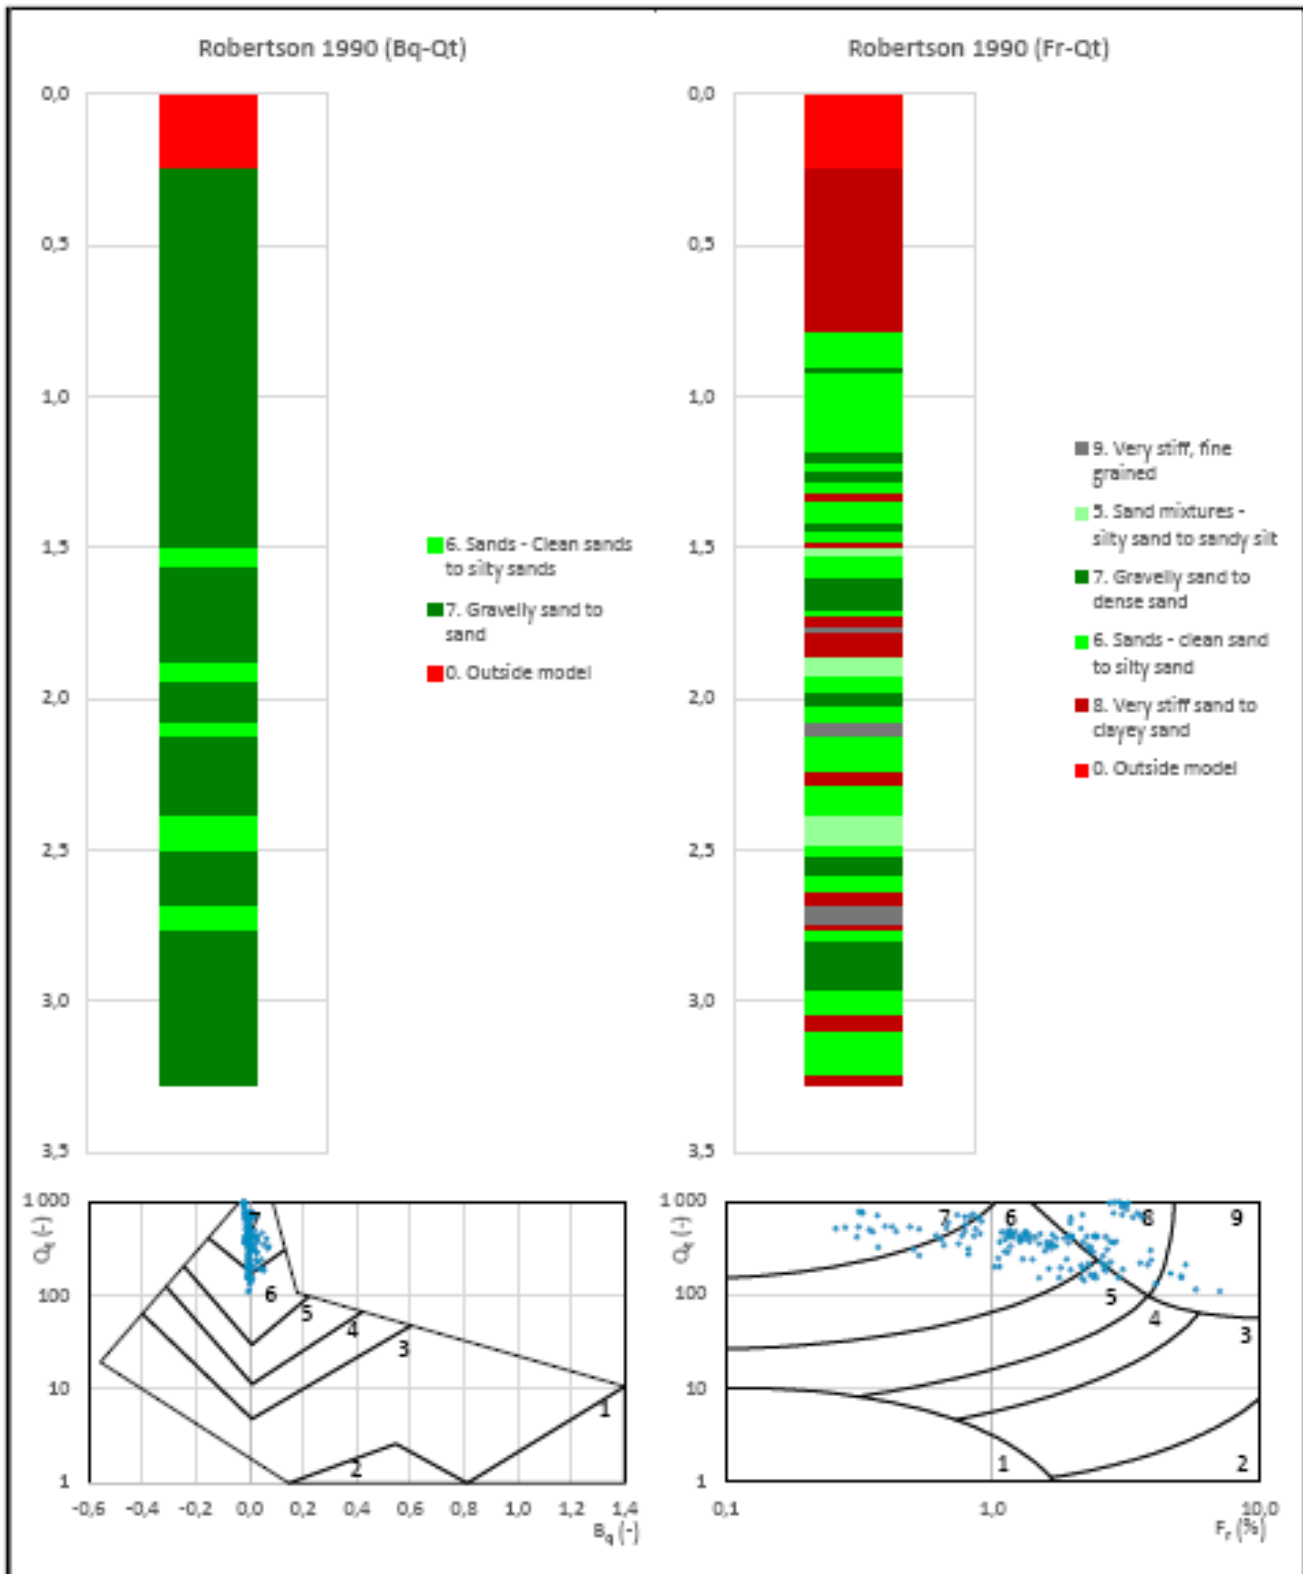 Robertson 1990 (Bq-Qt)
0,0
0,5
1,0
1,5
2,0
2,5
3,0
3,5
6. Sands - Clean sands
to silty sands
7. Gravelly sand to
sand
0. Outside model
Robertson 1990 (Fr-Qt)
0,0
0,5
1,0
1,5
2,0
2,5
3,0
3,5
9. Very stiff, fine
grained
5. Sand mixtures -
silty sand to sandy silt
7. Gravelly sand to
dense sand
6. Sands - clean sand
to silty sand
8. Very stiff sand to
clayey sand
0. Outside model
Qt (-)
1 000
100
10
1
7
6
5
4
3
1
2
-0,6 -0,4 -0,2 0,0 0,2 0,4 0,6 0,8 1,0 1,2 1,4
Bq (-)
Qt (-)
1 000
100
10
1
7 6 8 9
5
4
3
1
2
0,1 1,0 10,0
Fr (%)